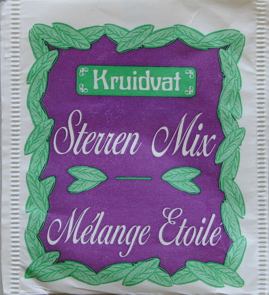 Kruidvat
Sterren Mix
Mélange Etoilé